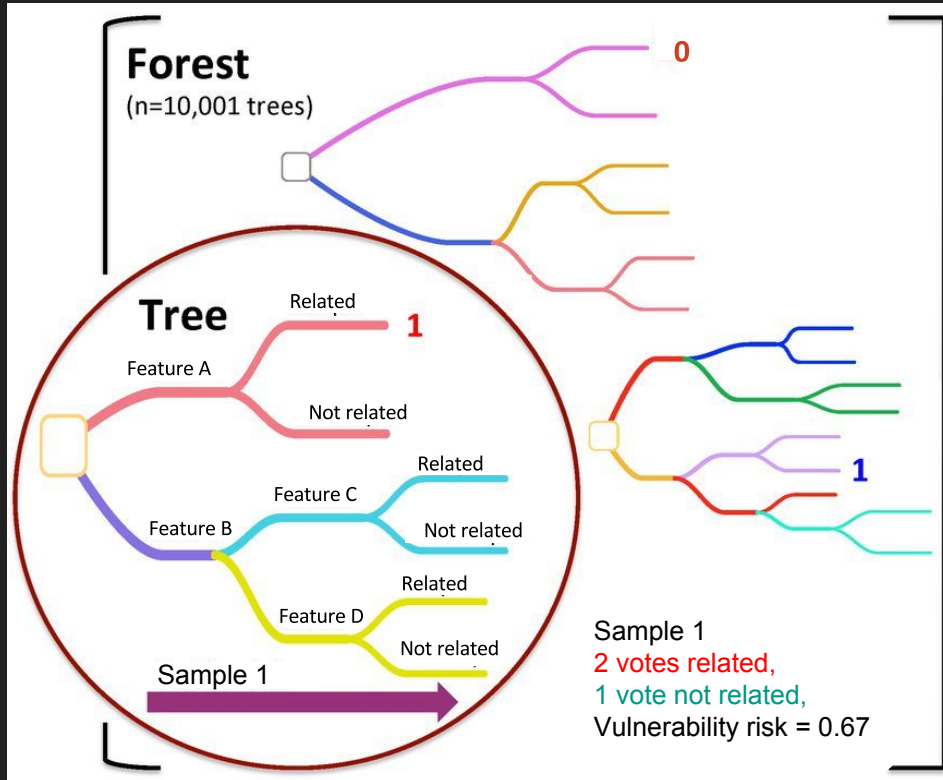 Forest
(n=10,001 trees)
0
Tree
Related
1
Feature A
Not related
Related
Feature C
Feature B
Not related
Related
Feature D
Not related
Sample 1
1
Sample 1
2 votes related,
1 vote not related,
Vulnerability risk = 0.67